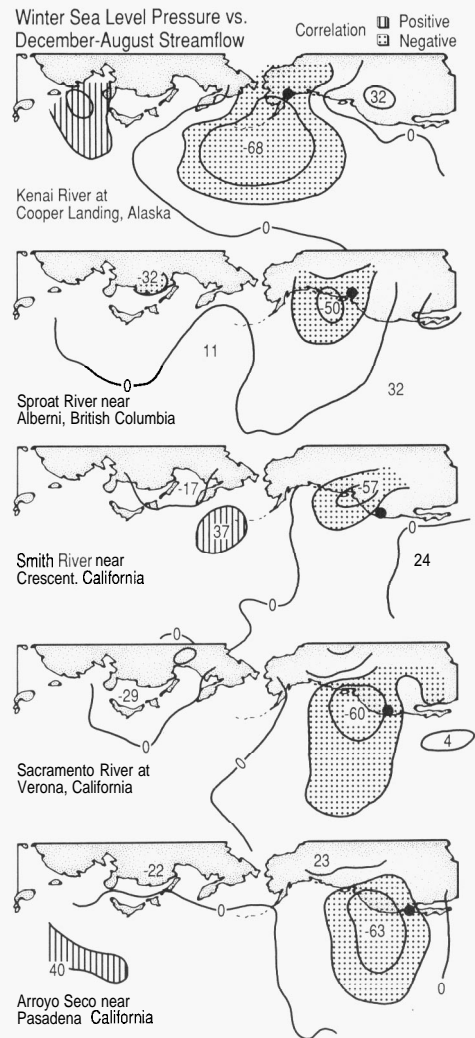 Winter Sea Level Pressure vs.
December-August Streamflow
Correlation
Positive
Negative
32
-68
0
0
Kenai River at
Cooper Landing, Alaska
-32
-50
11
0
32
Sproat River near
Alberni, British Columbia
-17
-57
37
0
24
0
Smith River near
Crescent. California
0
-29
-60
4
0
0
Sacramento River at
Verona, California
-22
23
0
-63
40
0
Arroyo Seco near
Pasadena California